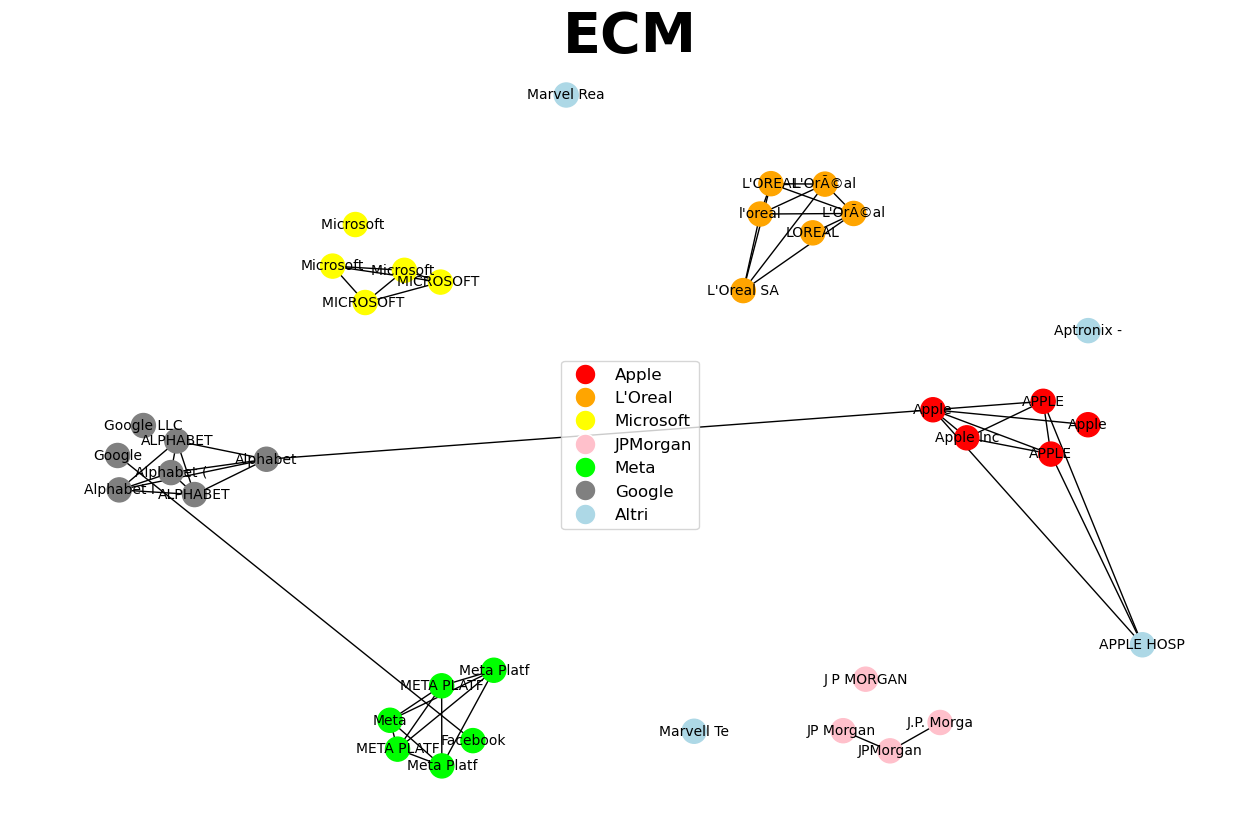 ECM
Marvel Rea
L'OREAL
L'OrÃ©al
l'oreal
L'OrÃ©al
LOREAL
L'Oreal SA
Microsoft
Microsoft
Microsoft
MICROSOFT
MICROSOFT
Aptronix -
Apple
L'Oreal
Microsoft
JPMorgan
Meta
Google
Altri
Apple
APPLE
Apple
Apple Inc
APPLE
Google LLC
ALPHABET
Google
Alphabet
Alphabet (
Alphabet I
ALPHABET
APPLE HOSP
Meta Platf
META PLATF
Meta
META PLATF
Facebook
Meta Platf
Marvell Te
J P MORGAN
JP Morgan
J.P. Morga
JPMorgan